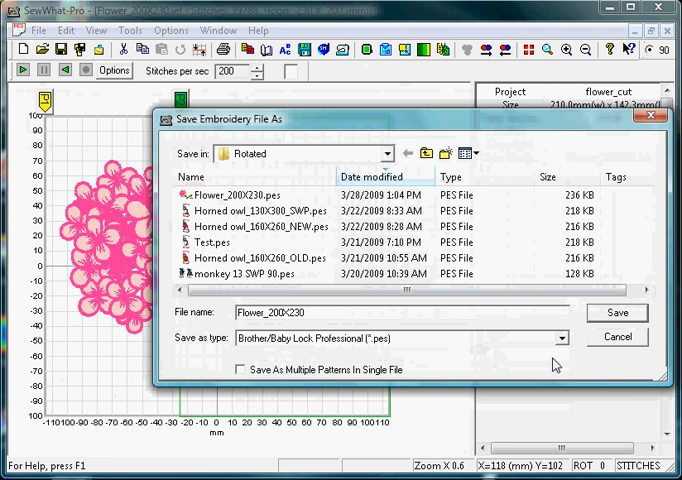 SewWhat-Pro - [Flower_200X230.
File Edit View Tools Options Window Help
90
Options Stitches per sec 200
Project flower_cut
Size 210.0mm(w) x 142.3mm(
Save Embroidery File As
Save in: Rotated
Name Date modified Type Size Tags
Flower_200X230.pes 3/28/2009 1:04 PM PES File 236 KB
Horned owl_130X300_SWP.pes 3/22/2009 8:33 AM PES File 218 KB
Horned owl_160X260_NEW.pes 3/22/2009 8:28 AM PES File 218 KB
Test.pes 3/21/2009 7:10 PM PES File 216 KB
Horned owl_160X260_OLD.pes 3/21/2009 10:55 AM PES File 216 KB
monkey 13 SWP 90.pes 3/20/2009 10:39 AM PES File 128 KB
File name: Flower_200X230 Save
Save as type: Brother/Baby Lock Professional (*.pes) Cancel
Save As Multiple Patterns In Single File
100
90
80
70
60
50
40
30
20
10
0
10
20
30
40
50
60
70
80
90
100
-110 100 -90 -80 -70 -60 -50 -40 -30 -20 -10 0 10 20 30 40 50 60 70 80 90 100 110
mm
For Help, press F1 Zoom X 0.6 X=118 (mm) Y=102 ROT 0 STITCHES